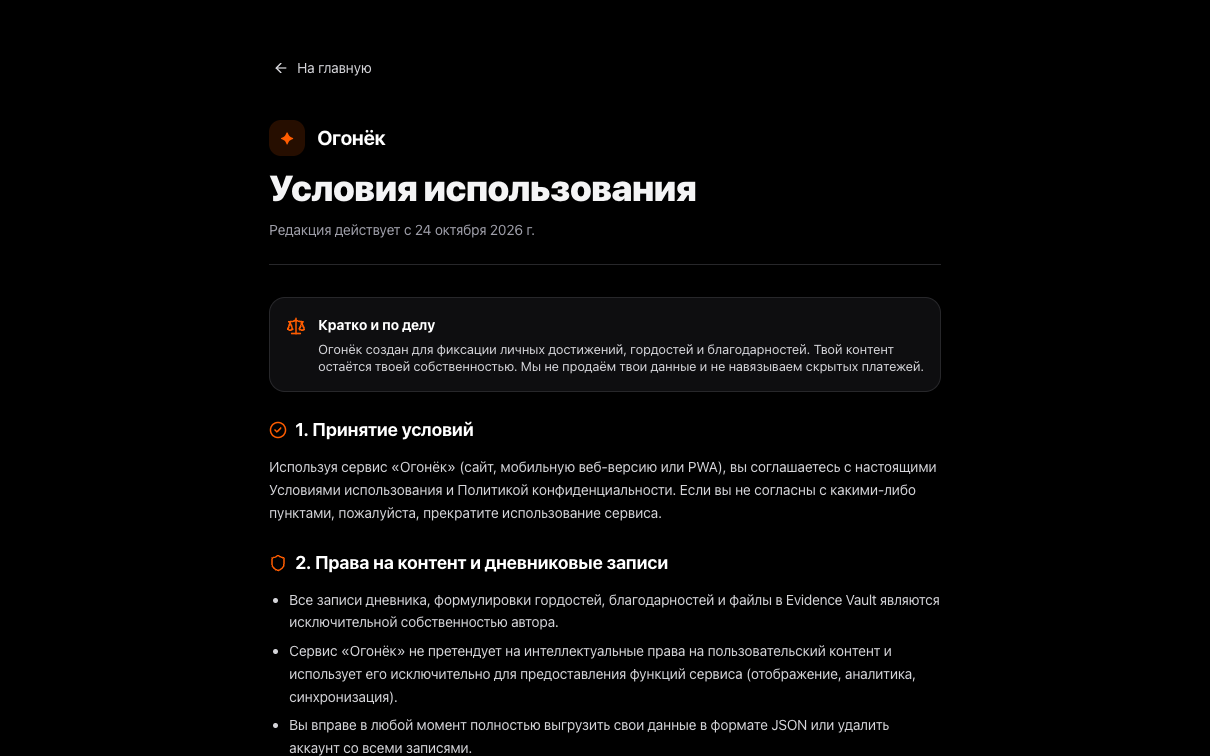 На главную
Огонёк
Условия использования
Редакция действует с 24 октября 2026 г.
Кратко и по делу
Огонёк создан для фиксации личных достижений, гордостей и благодарностей. Твой контент
остаётся твоей собственностью. Мы не продаём твои данные и не навязываем скрытых платежей.
1. Принятие условий
Используя сервис «Огонёк» (сайт, мобильную веб-версию или PWA), вы соглашаетесь с настоящими
Условиями использования и Политикой конфиденциальности. Если вы не согласны с какими-либо
пунктами, пожалуйста, прекратите использование сервиса.
2. Права на контент и дневниковые записи
• Все записи дневника, формулировки гордостей, благодарностей и файлы в Evidence Vault являются
исключительной собственностью автора.
• Сервис «Огонёк» не претендует на интеллектуальные права на пользовательский контент и
использует его исключительно для предоставления функций сервиса (отображение, аналитика,
синхронизация).
• Вы вправе в любой момент полностью выгрузить свои данные в формате JSON или удалить
аккаунт со всеми записями.